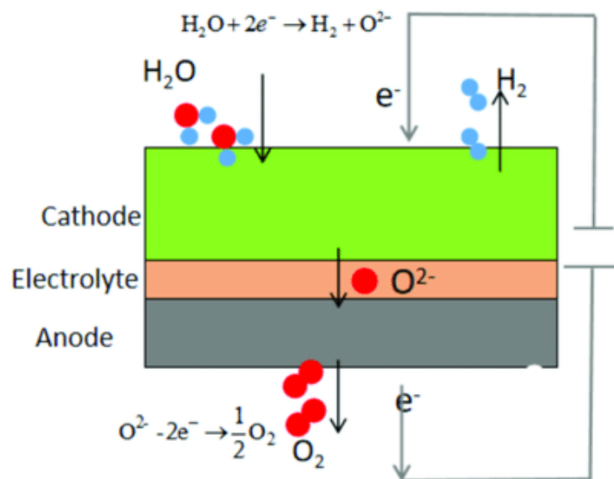 H₂O + 2e⁻ → H₂ + O²⁻
H₂O
e⁻
H₂
Cathode
Electrolyte
O²⁻
Anode
e⁻
O²⁻ -2e⁻ → 1/2 O₂
O₂